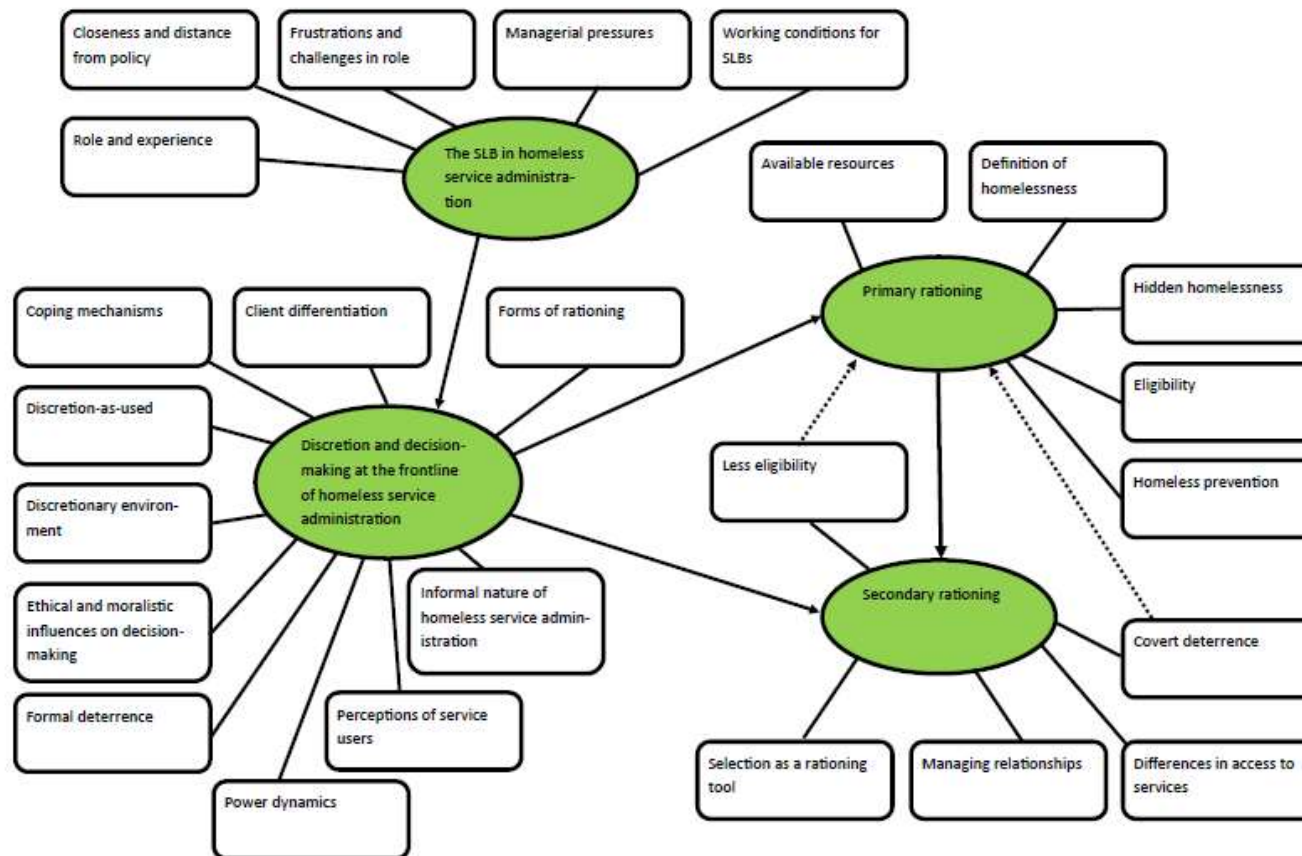 Closeness and distance
from policy
Frustrations and
challenges in role
Managerial pressures
Working conditions for
SLBs
Role and experience
The SLB in homeless
service administra-
tion
Available resources
Definition of
homelessness
Primary rationing
Hidden homelessness
Eligibility
Homeless prevention
Coping mechanisms
Client differentiation
Forms of rationing
Discretion-as-used
Discretionary environ-
ment
Ethical and moralistic
influences on decision-
making
Formal deterrence
Discretion and decision-
making at the frontline
of homeless service
administration
Informal nature of
homeless service admin-
istration
Perceptions of service
users
Power dynamics
Less eligibility
Secondary rationing
Covert deterrence
Selection as a rationing
tool
Managing relationships
Differences in access to
services